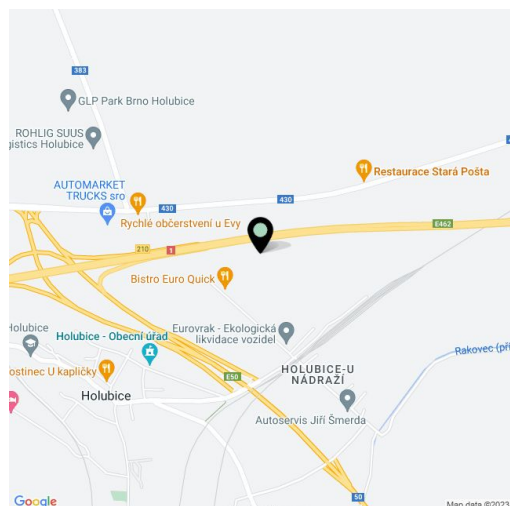 383
GLP Park Brno Holubice
ROHLIG SUUS
gistics Holubice
AUTOMARKET
TRUCKS sro
430
430
Restaurace Stará Pošta
Rychlé občerstvení u Evy
E462
210
1
Bistro Euro Quick
Holubice
Holubice - Obecní úřad
Eurovrak - Ekologická
likvidace vozidel
Rakovec (pří
ostinec U kapličky
E50
HOLUBICE-U
NÁDRAŽÍ
Holubice
Autoservis Jiří Šmerda
50
Google
Map data ©2023